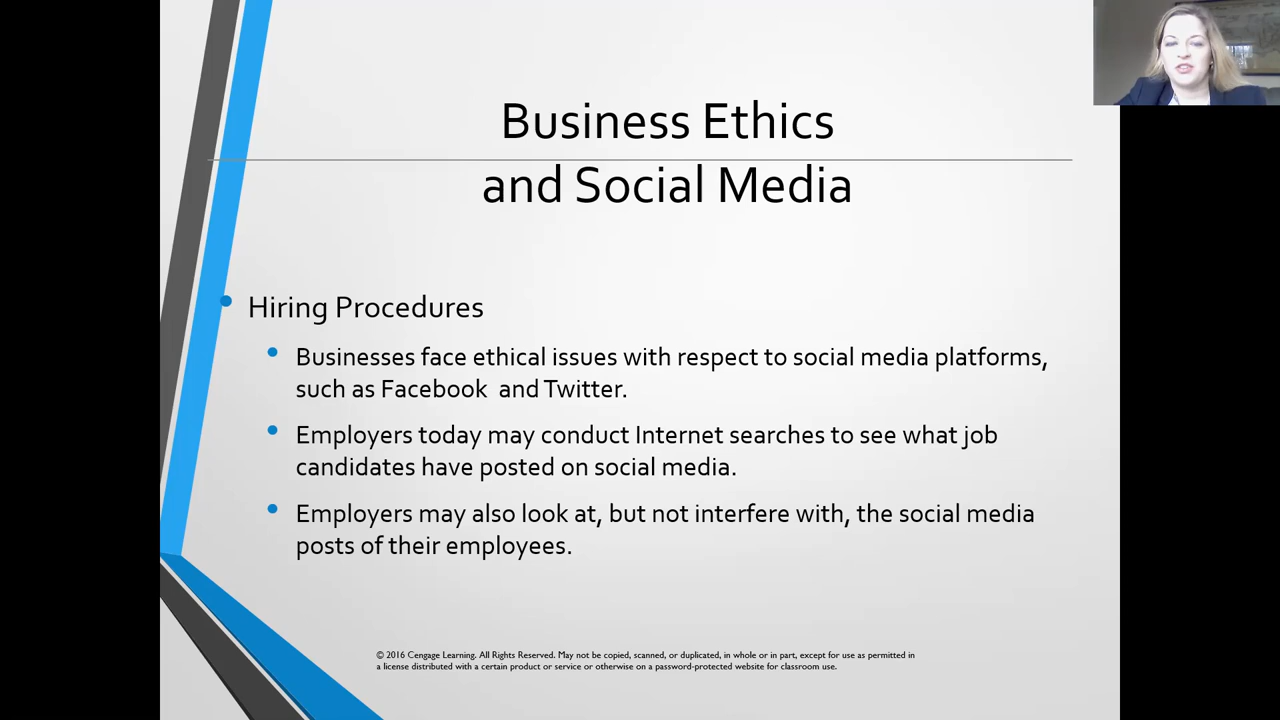 Business Ethics
and Social Media
• Hiring Procedures
• Businesses face ethical issues with respect to social media platforms,
such as Facebook  and Twitter.
• Employers today may conduct Internet searches to see what job
candidates have posted on social media.
• Employers may also look at, but not interfere with, the social media
posts of their employees.
© 2016 Cengage Learning. All Rights Reserved. May not be copied, scanned, or duplicated, in whole or in part, except for use as permitted in
a license distributed with a certain product or service or otherwise on a password-protected website for classroom use.